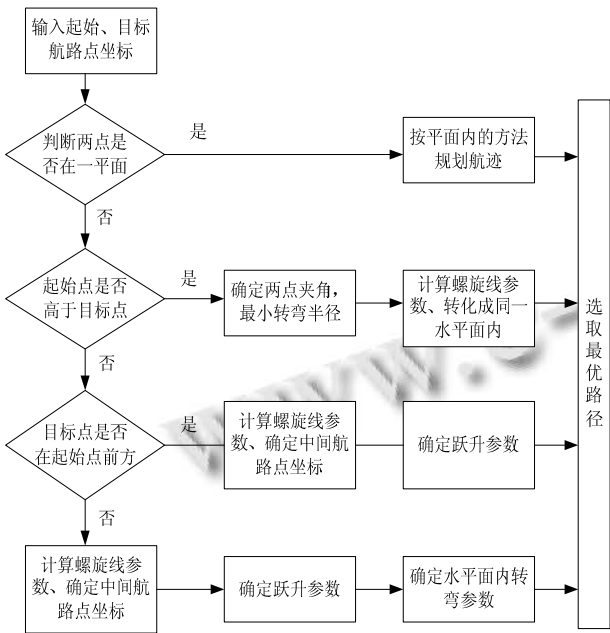 输入起始、目标
航路点坐标
判断两点是
否在一平面
是
按平面内的方法
规划航迹
否
起始点是否
高于目标点
是
确定两点夹角，
最小转弯半径
计算螺旋线参
数、转化成同一
水平面内
选取最优路径
否
目标点是否
在起始点前方
是
计算螺旋线参
数、确定中间航
路点坐标
确定跃升参数
否
计算螺旋线参
数、确定中间航
路点坐标
确定跃升参数
确定水平面内转
弯参数
www.